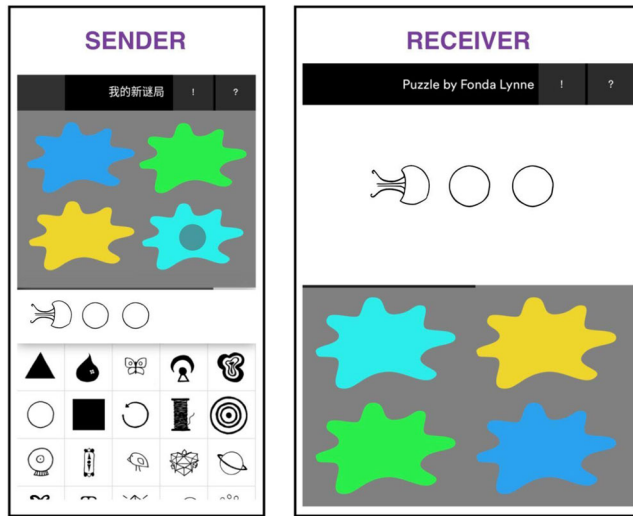 SENDER
我的新谜局 ! ?
RECEIVER
Puzzle by Fonda Lynne ! ?